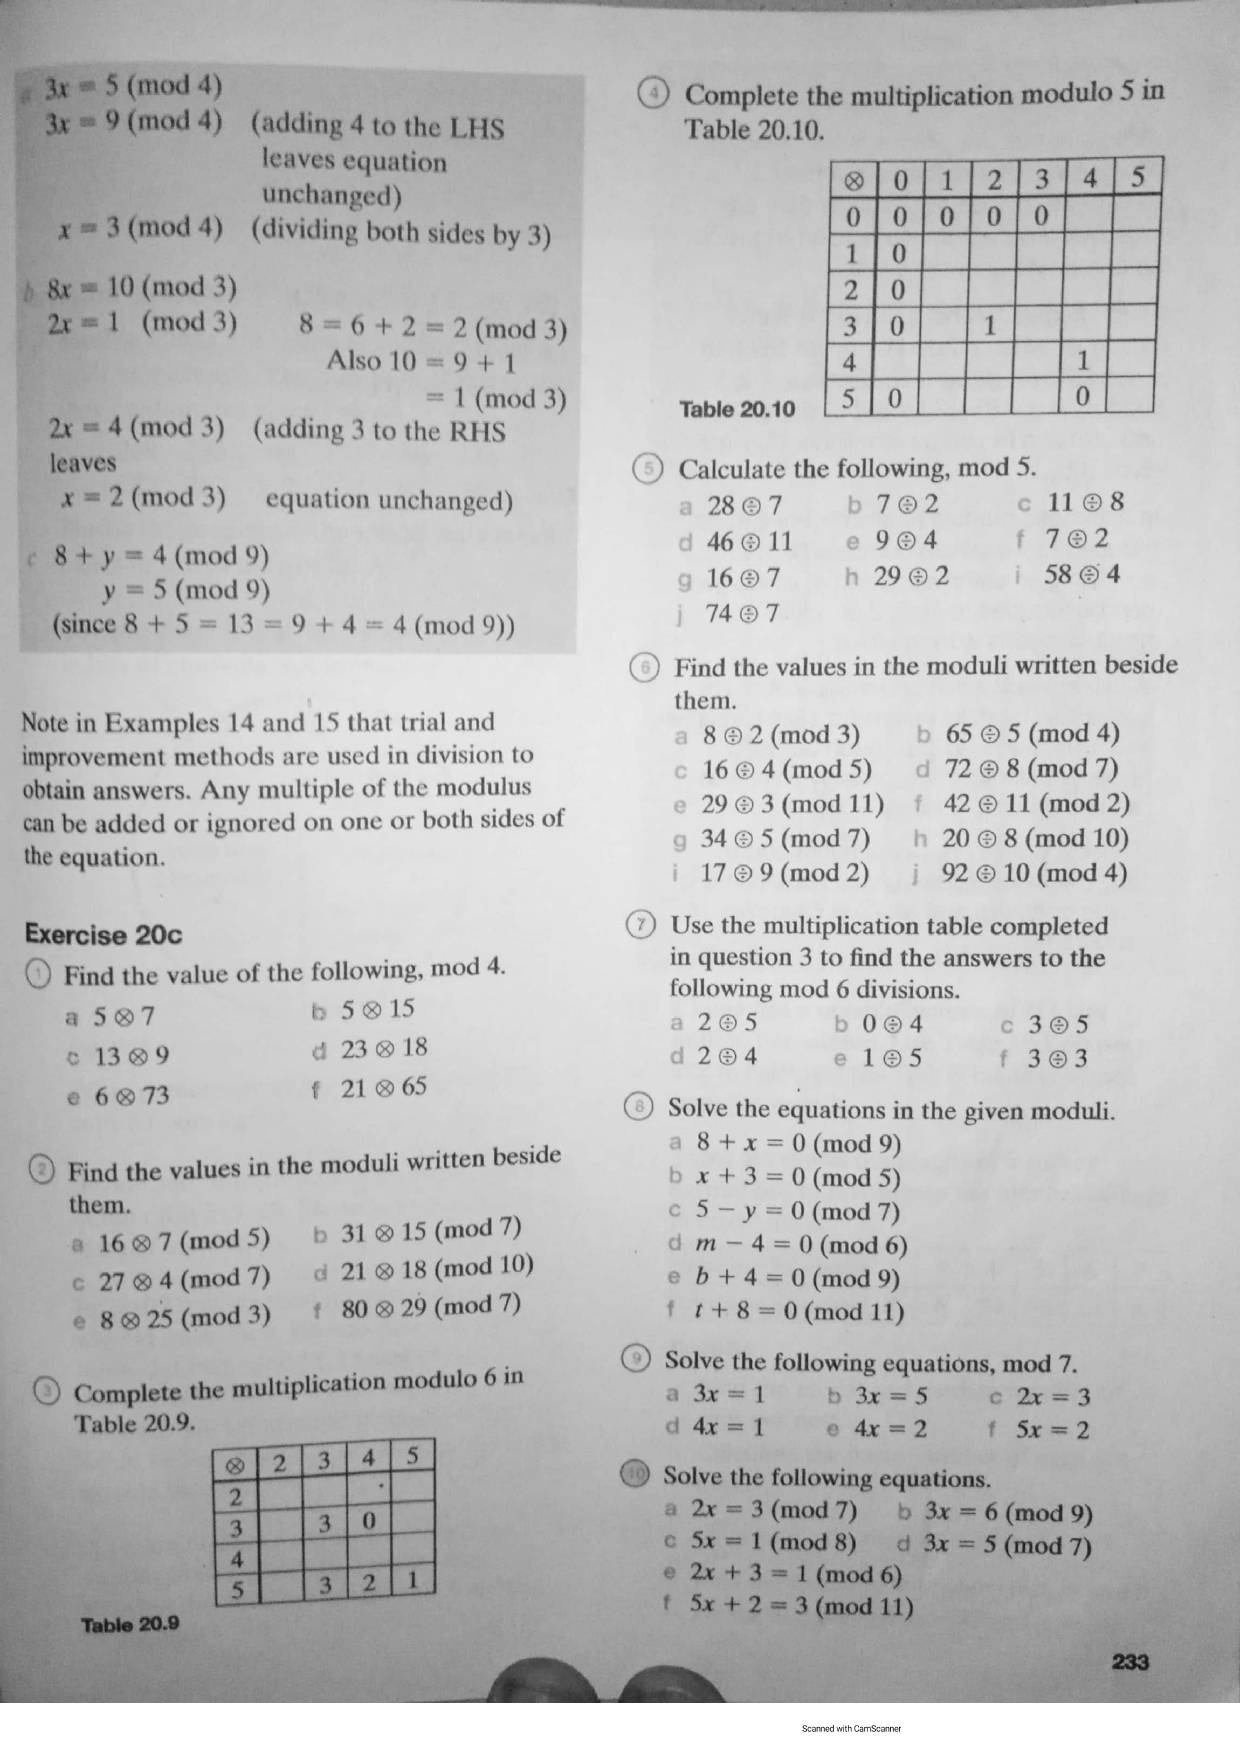 a 3x = 5 (mod 4)
3x = 9 (mod 4) (adding 4 to the LHS
leaves equation
unchanged)
x = 3 (mod 4) (dividing both sides by 3)
b 8x = 10 (mod 3)
2x = 1 (mod 3) 8 = 6 + 2 = 2 (mod 3)
Also 10 = 9 + 1
= 1 (mod 3)
2x = 4 (mod 3) (adding 3 to the RHS
leaves
x = 2 (mod 3) equation unchanged)
c 8 + y = 4 (mod 9)
y = 5 (mod 9)
(since 8 + 5 = 13 = 9 + 4 = 4 (mod 9))
Note in Examples 14 and 15 that trial and
improvement methods are used in division to
obtain answers. Any multiple of the modulus
can be added or ignored on one or both sides of
the equation.
Exercise 20c
1 Find the value of the following, mod 4.
a 5 ⊗ 7 b 5 ⊗ 15
c 13 ⊗ 9 d 23 ⊗ 18
e 6 ⊗ 73 f 21 ⊗ 65
2 Find the values in the moduli written beside
them.
a 16 ⊗ 7 (mod 5) b 31 ⊗ 15 (mod 7)
c 27 ⊗ 4 (mod 7) d 21 ⊗ 18 (mod 10)
e 8 ⊗ 25 (mod 3) f 80 ⊗ 29 (mod 7)
3 Complete the multiplication modulo 6 in
Table 20.9.
⊗ 2 3 4 5
2
3 3 0
4
5 3 2 1
Table 20.9
4 Complete the multiplication modulo 5 in
Table 20.10.
⊗ 0 1 2 3 4 5
0 0 0 0 0
1 0
2 0
3 0 1
4 1
5 0 0
Table 20.10
5 Calculate the following, mod 5.
a 28 ⨸ 7 b 7 ⨸ 2 c 11 ⨸ 8
d 46 ⨸ 11 e 9 ⨸ 4 f 7 ⨸ 2
g 16 ⨸ 7 h 29 ⨸ 2 i 58 ⨸ 4
j 74 ⨸ 7
6 Find the values in the moduli written beside
them.
a 8 ⨸ 2 (mod 3) b 65 ⨸ 5 (mod 4)
c 16 ⨸ 4 (mod 5) d 72 ⨸ 8 (mod 7)
e 29 ⨸ 3 (mod 11) f 42 ⨸ 11 (mod 2)
g 34 ⨸ 5 (mod 7) h 20 ⨸ 8 (mod 10)
i 17 ⨸ 9 (mod 2) j 92 ⨸ 10 (mod 4)
7 Use the multiplication table completed
in question 3 to find the answers to the
following mod 6 divisions.
a 2 ⨸ 5 b 0 ⨸ 4 c 3 ⨸ 5
d 2 ⨸ 4 e 1 ⨸ 5 f 3 ⨸ 3
8 Solve the equations in the given moduli.
a 8 + x = 0 (mod 9)
b x + 3 = 0 (mod 5)
c 5 − y = 0 (mod 7)
d m − 4 = 0 (mod 6)
e b + 4 = 0 (mod 9)
f t + 8 = 0 (mod 11)
9 Solve the following equations, mod 7.
a 3x = 1 b 3x = 5 c 2x = 3
d 4x = 1 e 4x = 2 f 5x = 2
10 Solve the following equations.
a 2x = 3 (mod 7) b 3x = 6 (mod 9)
c 5x = 1 (mod 8) d 3x = 5 (mod 7)
e 2x + 3 = 1 (mod 6)
f 5x + 2 = 3 (mod 11)
233
Scanned with CamScanner